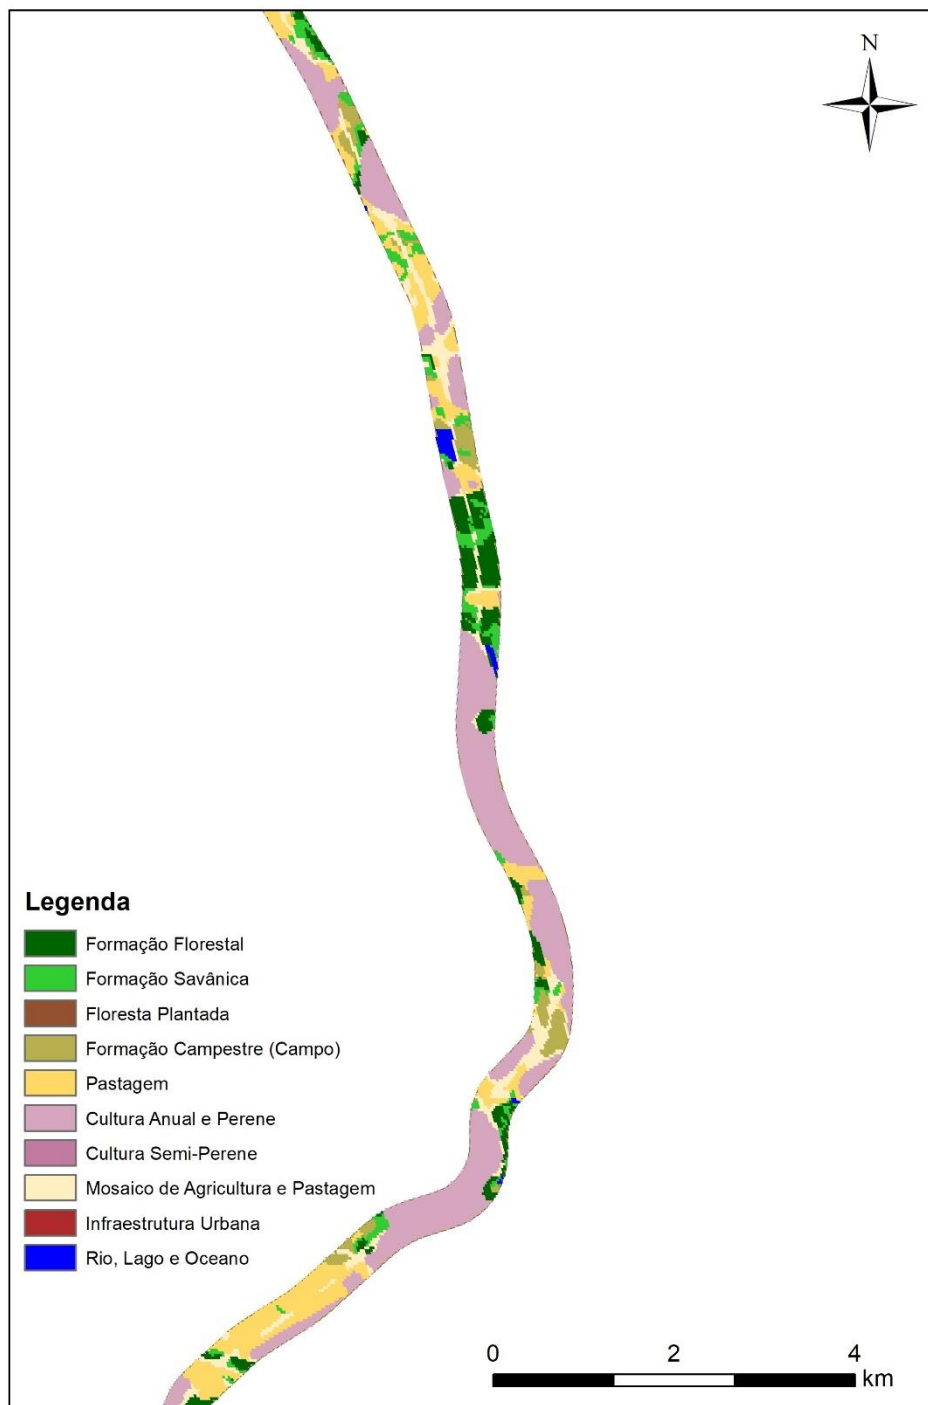 N
Legenda
Formação Florestal
Formação Savânica
Floresta Plantada
Formação Campestre (Campo)
Pastagem
Cultura Anual e Perene
Cultura Semi-Perene
Mosaico de Agricultura e Pastagem
Infraestrutura Urbana
Rio, Lago e Oceano
0 2 4
km